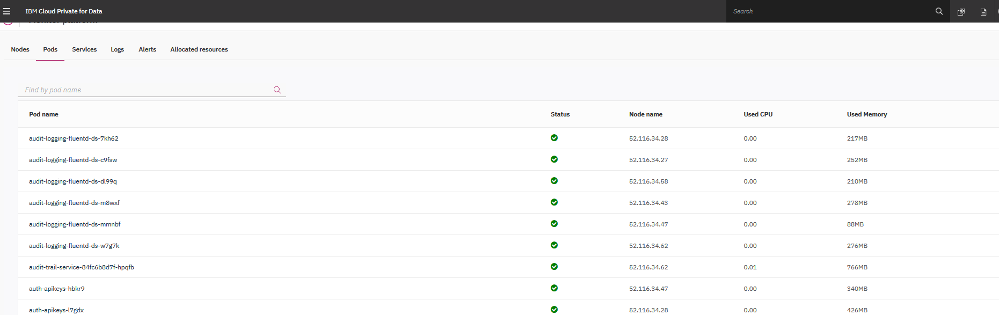 IBM Cloud Private for Data
Search
Monitor platform
Nodes Pods Services Logs Alerts Allocated resources
Find by pod name
Pod name Status Node name Used CPU Used Memory
audit-logging-fluentd-ds-7kh62 52.116.34.28 0.00 217MB
audit-logging-fluentd-ds-c9fsw 52.116.34.27 0.00 252MB
audit-logging-fluentd-ds-dl99q 52.116.34.58 0.00 210MB
audit-logging-fluentd-ds-m8wxf 52.116.34.43 0.00 278MB
audit-logging-fluentd-ds-mmnbf 52.116.34.47 0.00 88MB
audit-logging-fluentd-ds-w7g7k 52.116.34.62 0.00 276MB
audit-trail-service-84fc6b8d7f-hpqfb 52.116.34.62 0.01 766MB
auth-apikeys-hbkr9 52.116.34.47 0.00 340MB
auth-apikeys-l7gdx 52.116.34.28 0.00 426MB